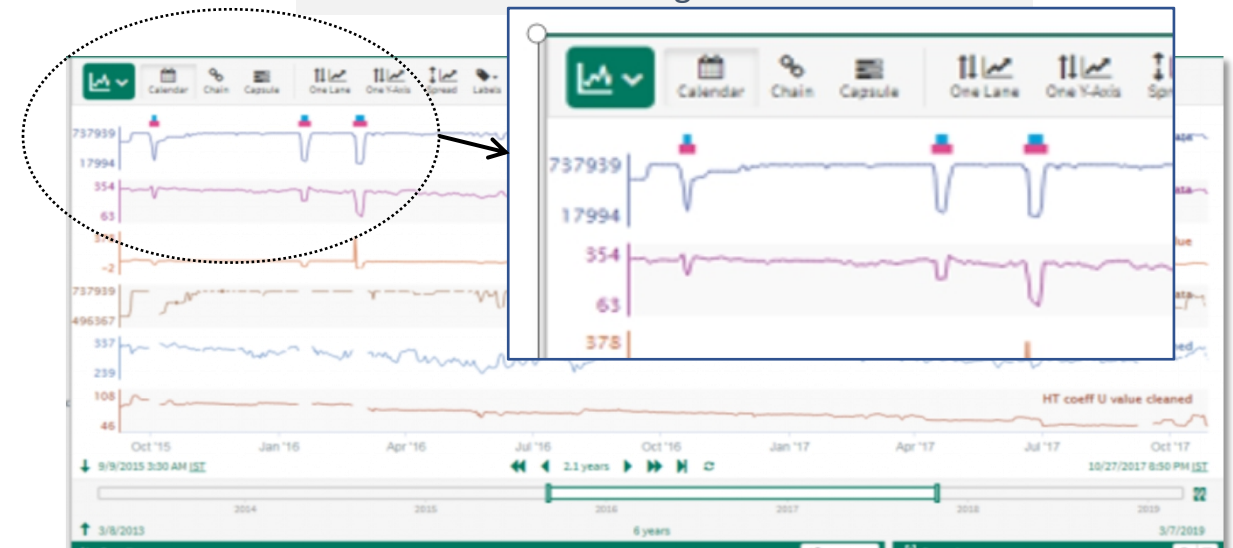 Calendar Chain Capsule One Lane One Y-Axis Spread Labels
737939
17994
354
63
-2
737939
496367
337
239
108
46
HT coeff U value cleaned
Oct '15 Jan '16 Apr '16 Jul '16 Oct '16 Jan '17 Apr '17 Jul '17 Oct '17
9/9/2015 3:30 AM IST
2.1 years
10/27/2017 8:50 PM IST
2014 2015 2016 2017 2018 2019
3/8/2013
6 years
3/7/2019
Calendar Chain Capsule One Lane One Y-Axis Spr
737939
17994
354
63
378